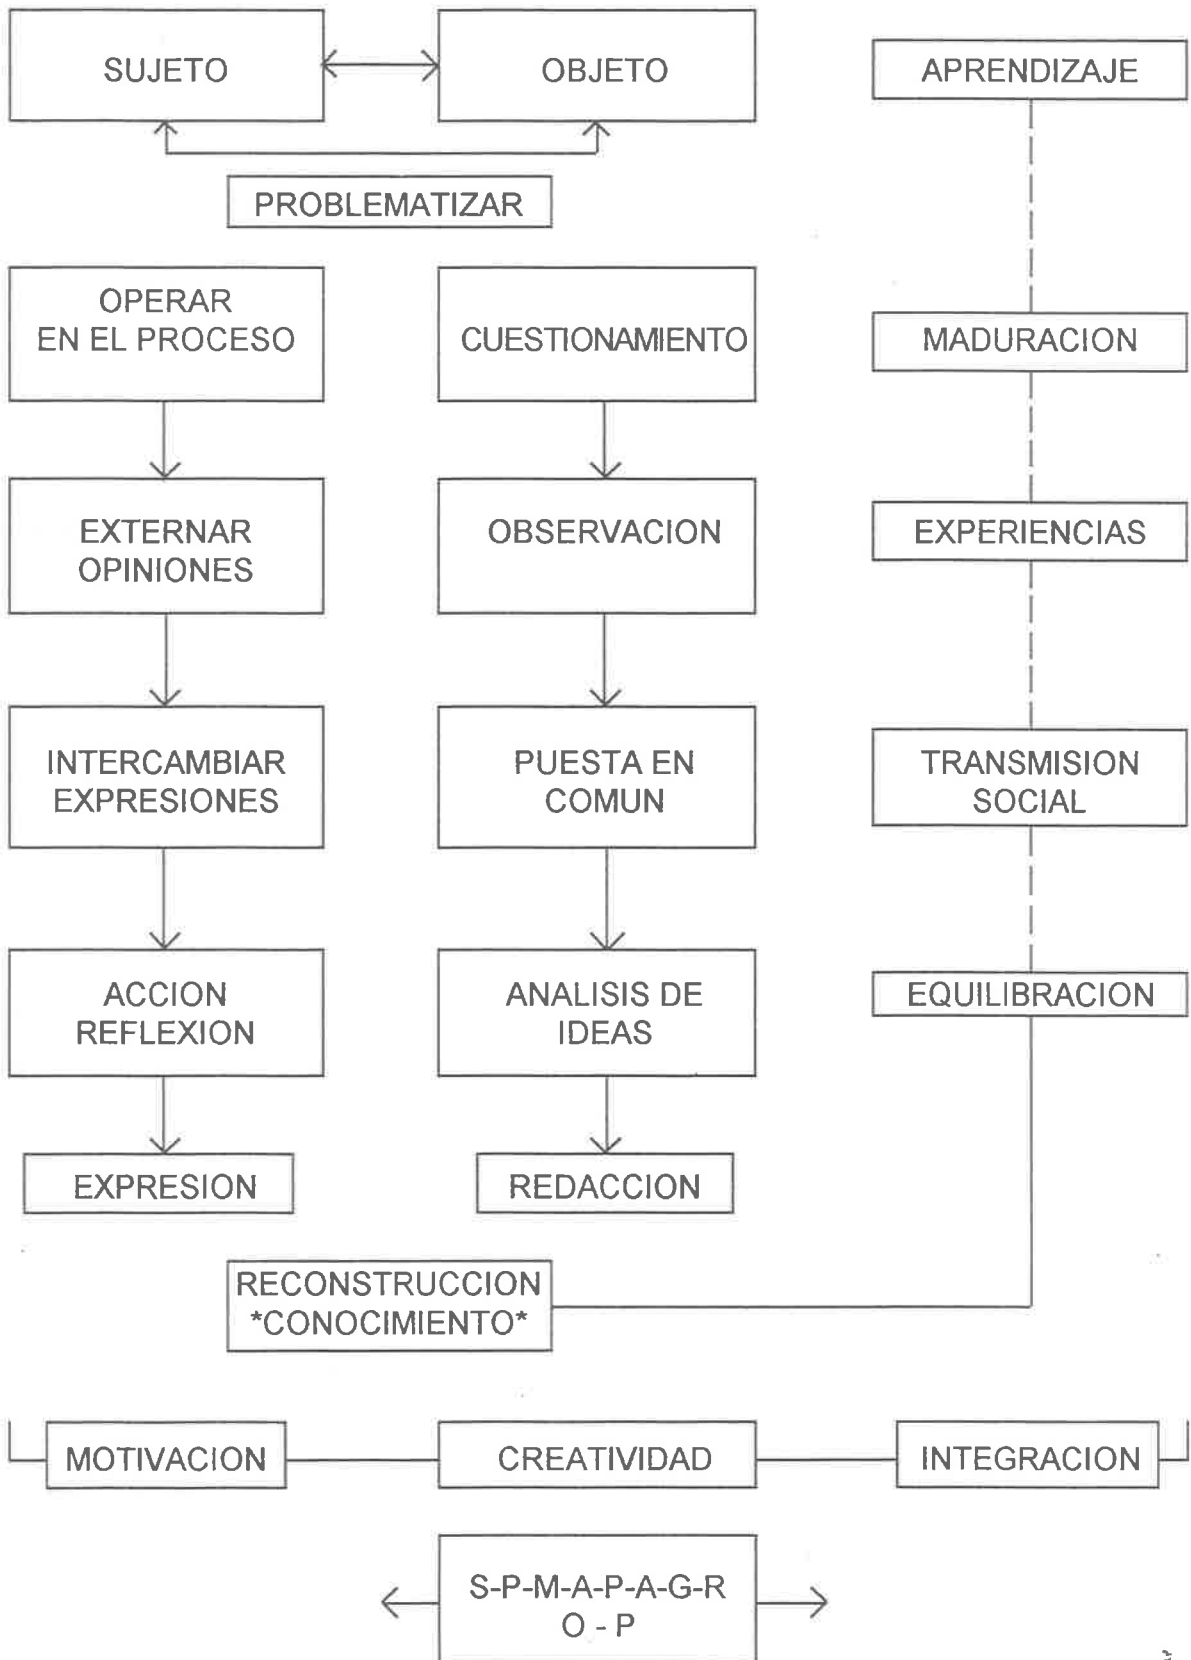 SUJETO
OBJETO
APRENDIZAJE
PROBLEMATIZAR
OPERAR
EN EL PROCESO
CUESTIONAMIENTO
MADURACION
EXTERNAR
OPINIONES
OBSERVACION
EXPERIENCIAS
INTERCAMBIAR
EXPRESIONES
PUESTA EN
COMUN
TRANSMISION
SOCIAL
ACCION
REFLEXION
ANALISIS DE
IDEAS
EQUILIBRACION
EXPRESION
REDACCION
RECONSTRUCCION
*CONOCIMIENTO*
MOTIVACION
CREATIVIDAD
INTEGRACION
S-P-M-A-P-A-G-R
O - P